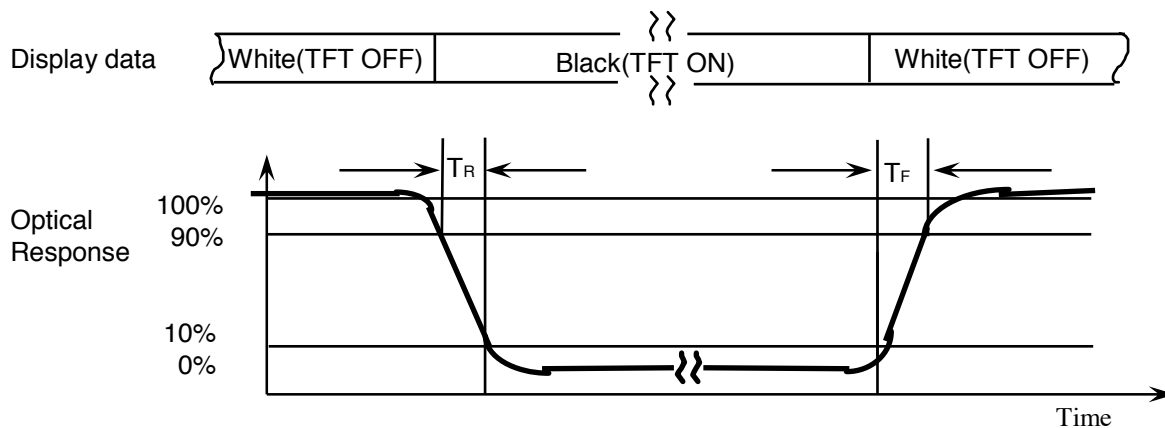 Display data
White(TFT OFF)
Black(TFT ON)
White(TFT OFF)
TR
TF
Optical
Response
100%
90%
10%
0%
Time